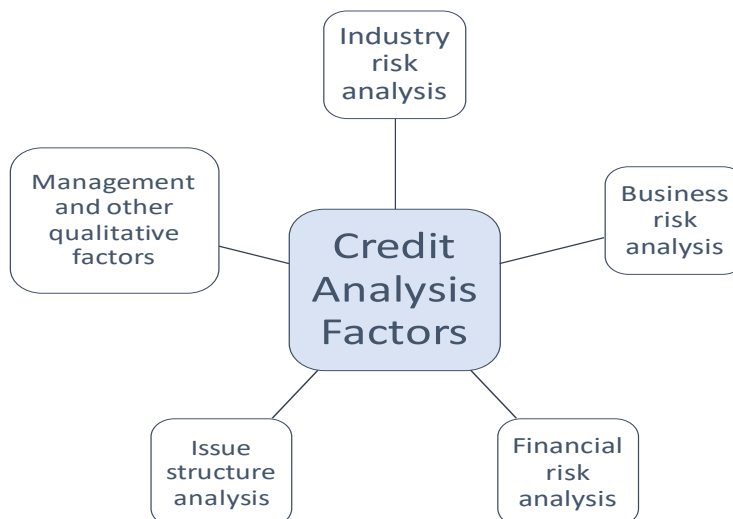 Industry
risk
analysis
Management
and other
qualitative
factors
Business
risk
analysis
Credit
Analysis
Factors
Issue
structure
analysis
Financial
risk
analysis